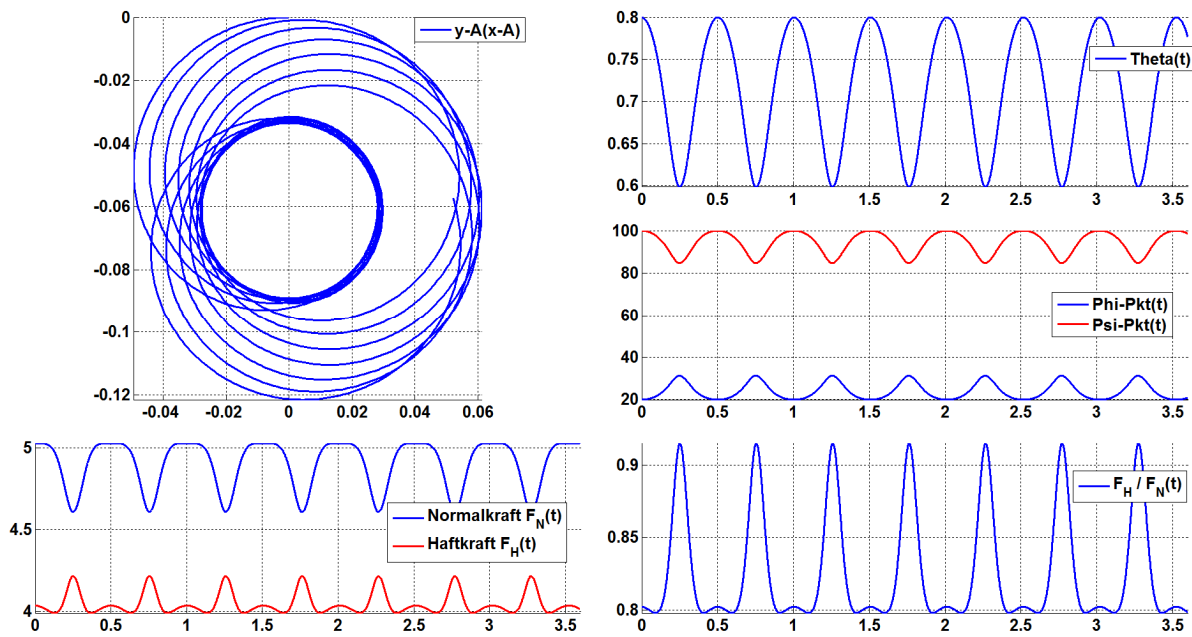 0
-0.02
-0.04
-0.06
-0.08
-0.1
-0.12
-0.04 -0.02 0 0.02 0.04 0.06
y-A(x-A)
0.8
0.75
0.7
0.65
0.6
0 0.5 1 1.5 2 2.5 3 3.5
Theta(t)
100
80
60
40
20
0 0.5 1 1.5 2 2.5 3 3.5
Phi-Pkt(t)
Psi-Pkt(t)
5
4.5
4
0 0.5 1 1.5 2 2.5 3 3.5
Normalkraft F_N(t)
Haftkraft F_H(t)
0.9
0.85
0.8
0 0.5 1 1.5 2 2.5 3 3.5
F_H / F_N(t)